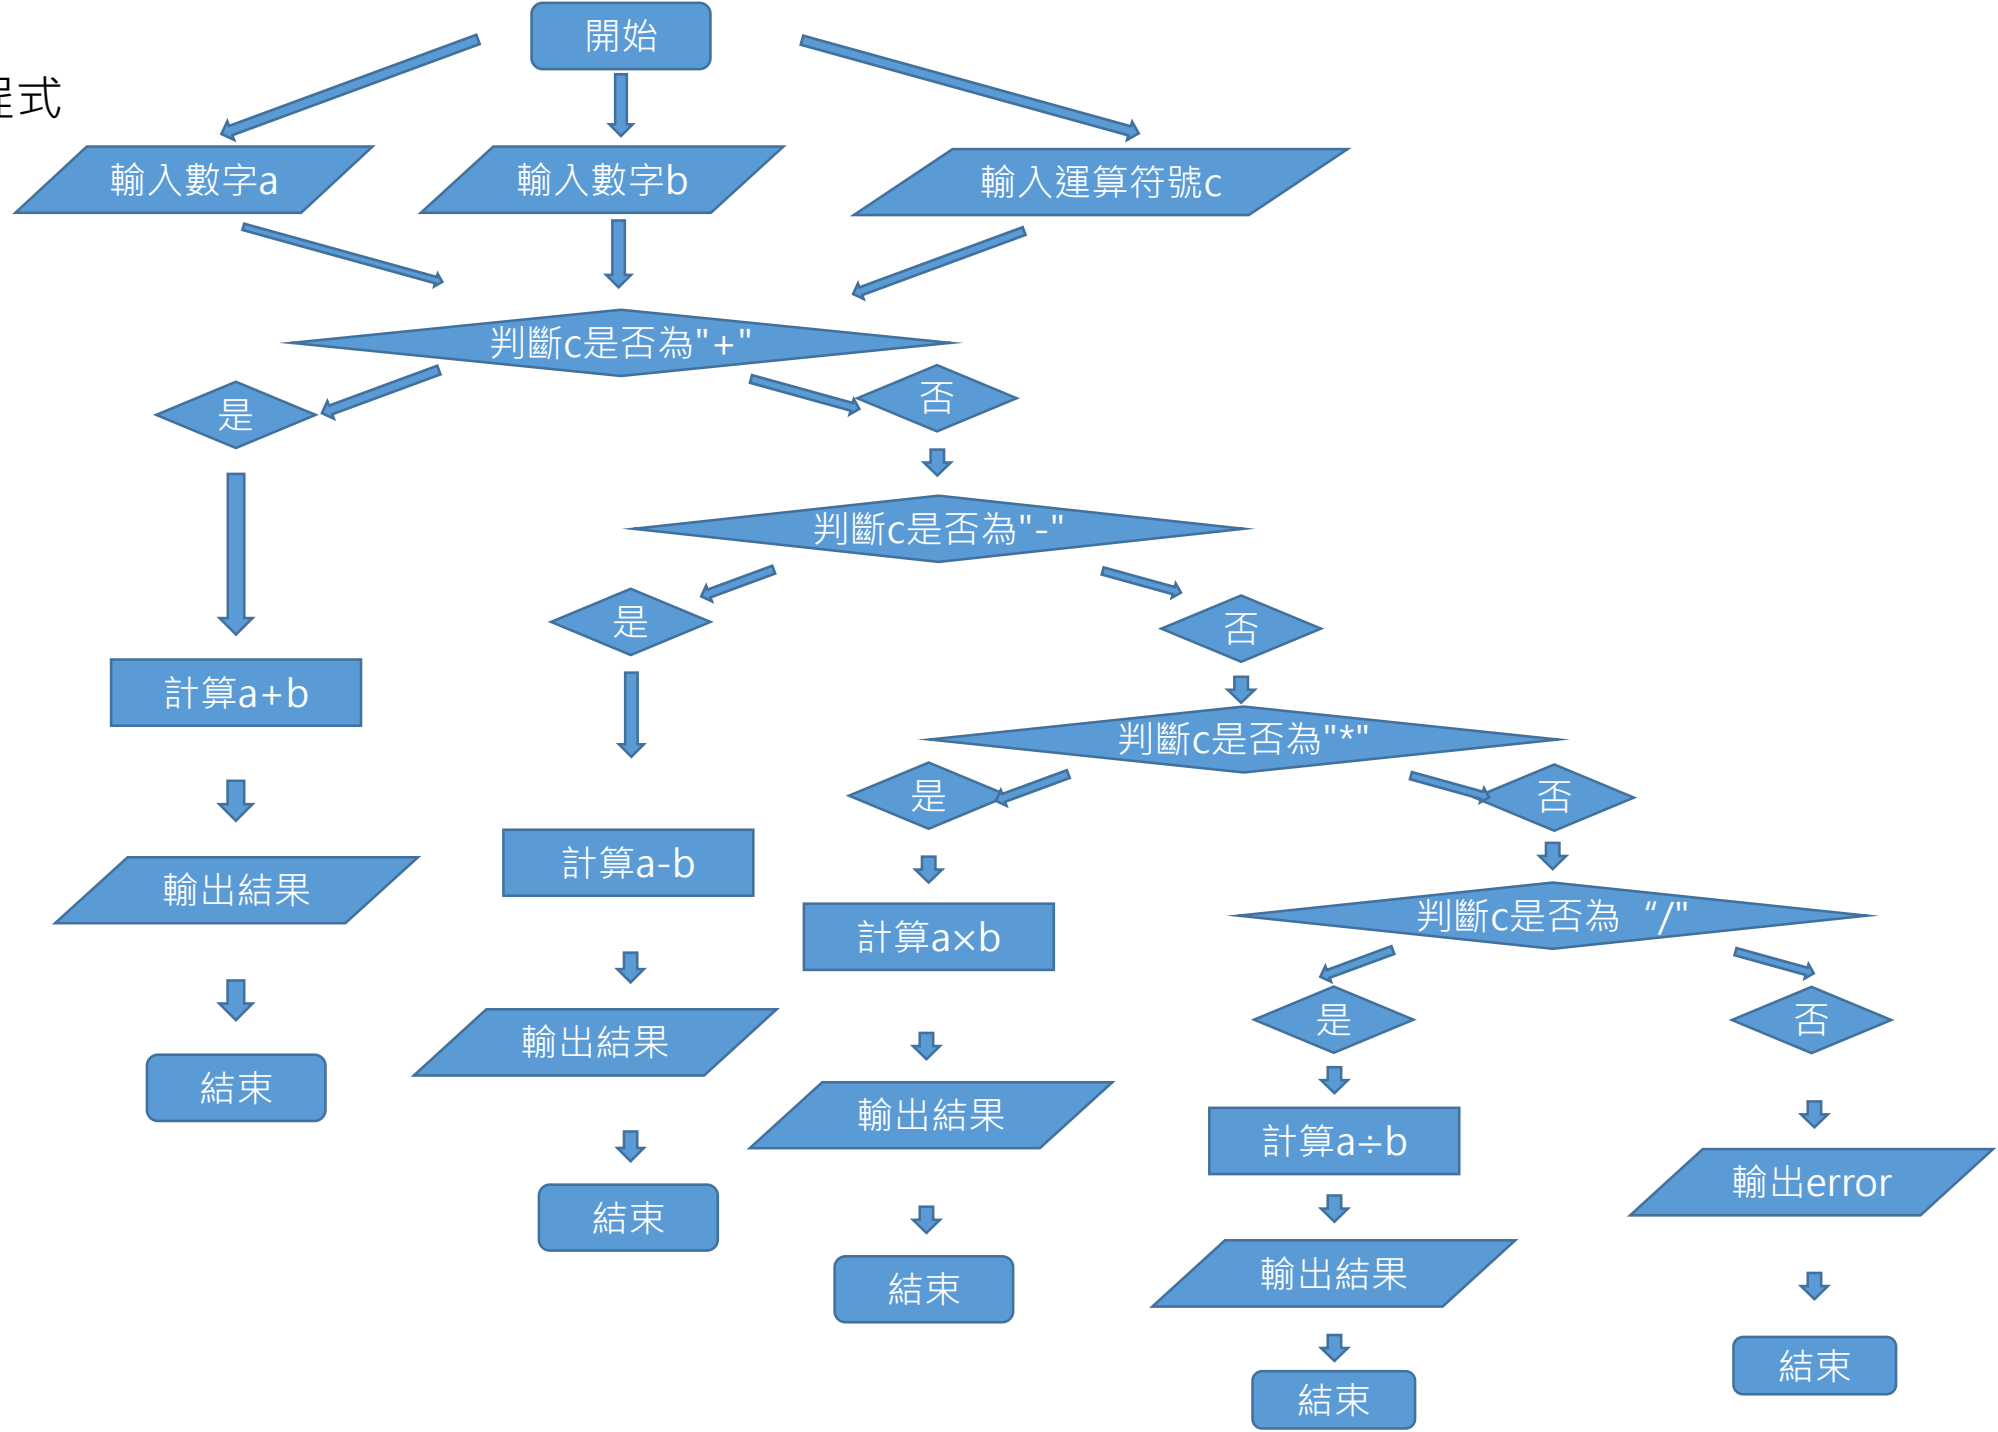 開始
程式
輸入數字a
輸入數字b
輸入運算符號c
判斷c是否為"+"
是
否
判斷c是否為"-"
是
否
計算a+b
判斷c是否為"*"
是
否
計算a-b
輸出結果
判斷c是否為 “/"
計算a×b
是
否
輸出結果
結束
輸出結果
計算a÷b
輸出error
結束
輸出結果
結束
結束
結束